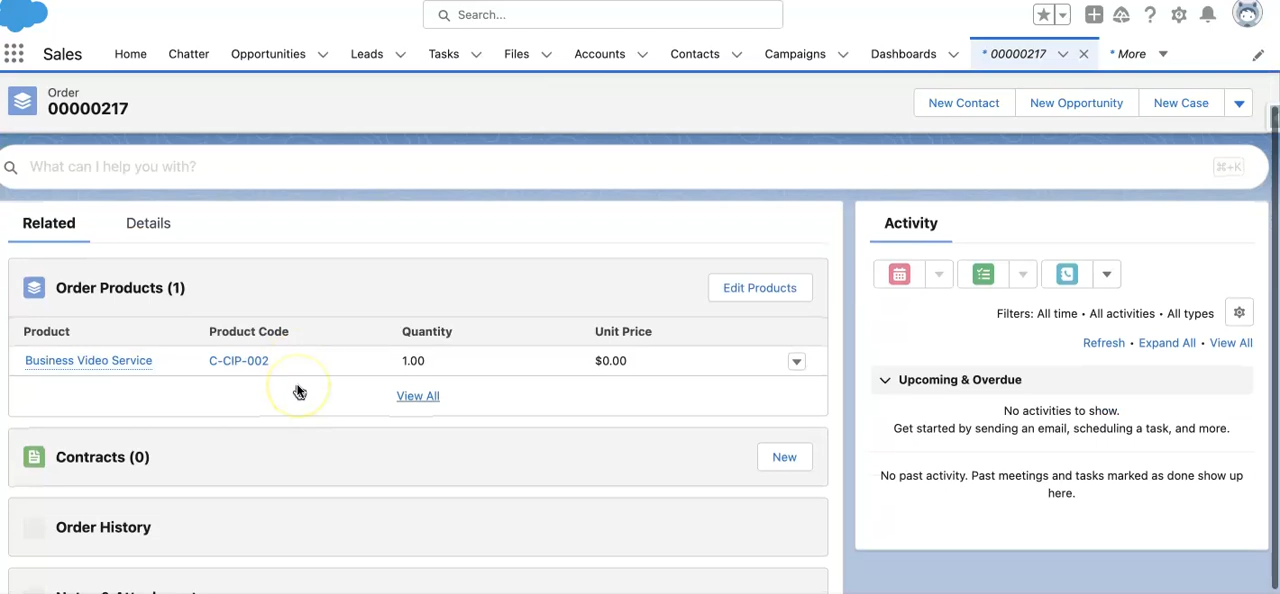 Search...
Sales
Home
Chatter
Opportunities
Leads
Tasks
Files
Accounts
Contacts
Campaigns
Dashboards
* 00000217
* More
Order
00000217
New Contact
New Opportunity
New Case
What can I help you with?
⌘+K
Related
Details
Order Products (1)
Edit Products
Product Product Code Quantity Unit Price
Business Video Service C-CIP-002 1.00 $0.00
View All
Contracts (0)
New
Order History
Activity
Filters: All time • All activities • All types
Refresh • Expand All • View All
Upcoming & Overdue
No activities to show.
Get started by sending an email, scheduling a task, and more.
No past activity. Past meetings and tasks marked as done show up
here.